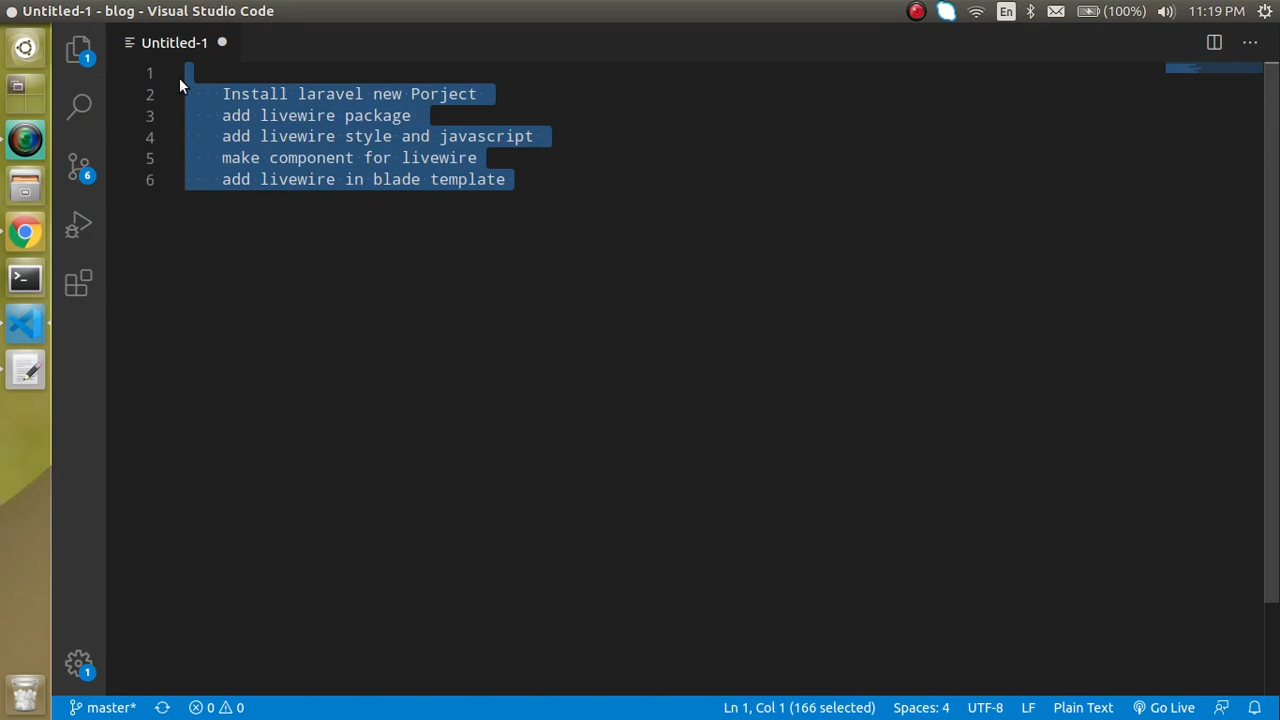 Untitled-1 - blog - Visual Studio Code
En
(100%)
11:19 PM
Untitled-1
1
1
2 Install laravel new Porject
3 add livewire package
4 add livewire style and javascript
5 make component for livewire
6 add livewire in blade template
6
1
master*
0 0
Ln 1, Col 1 (166 selected)
Spaces: 4
UTF-8
LF
Plain Text
Go Live